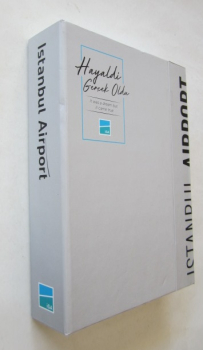 Istanbul Airport
Hayaldi
Gerçek Oldu
ISTANBUL AIRPORT